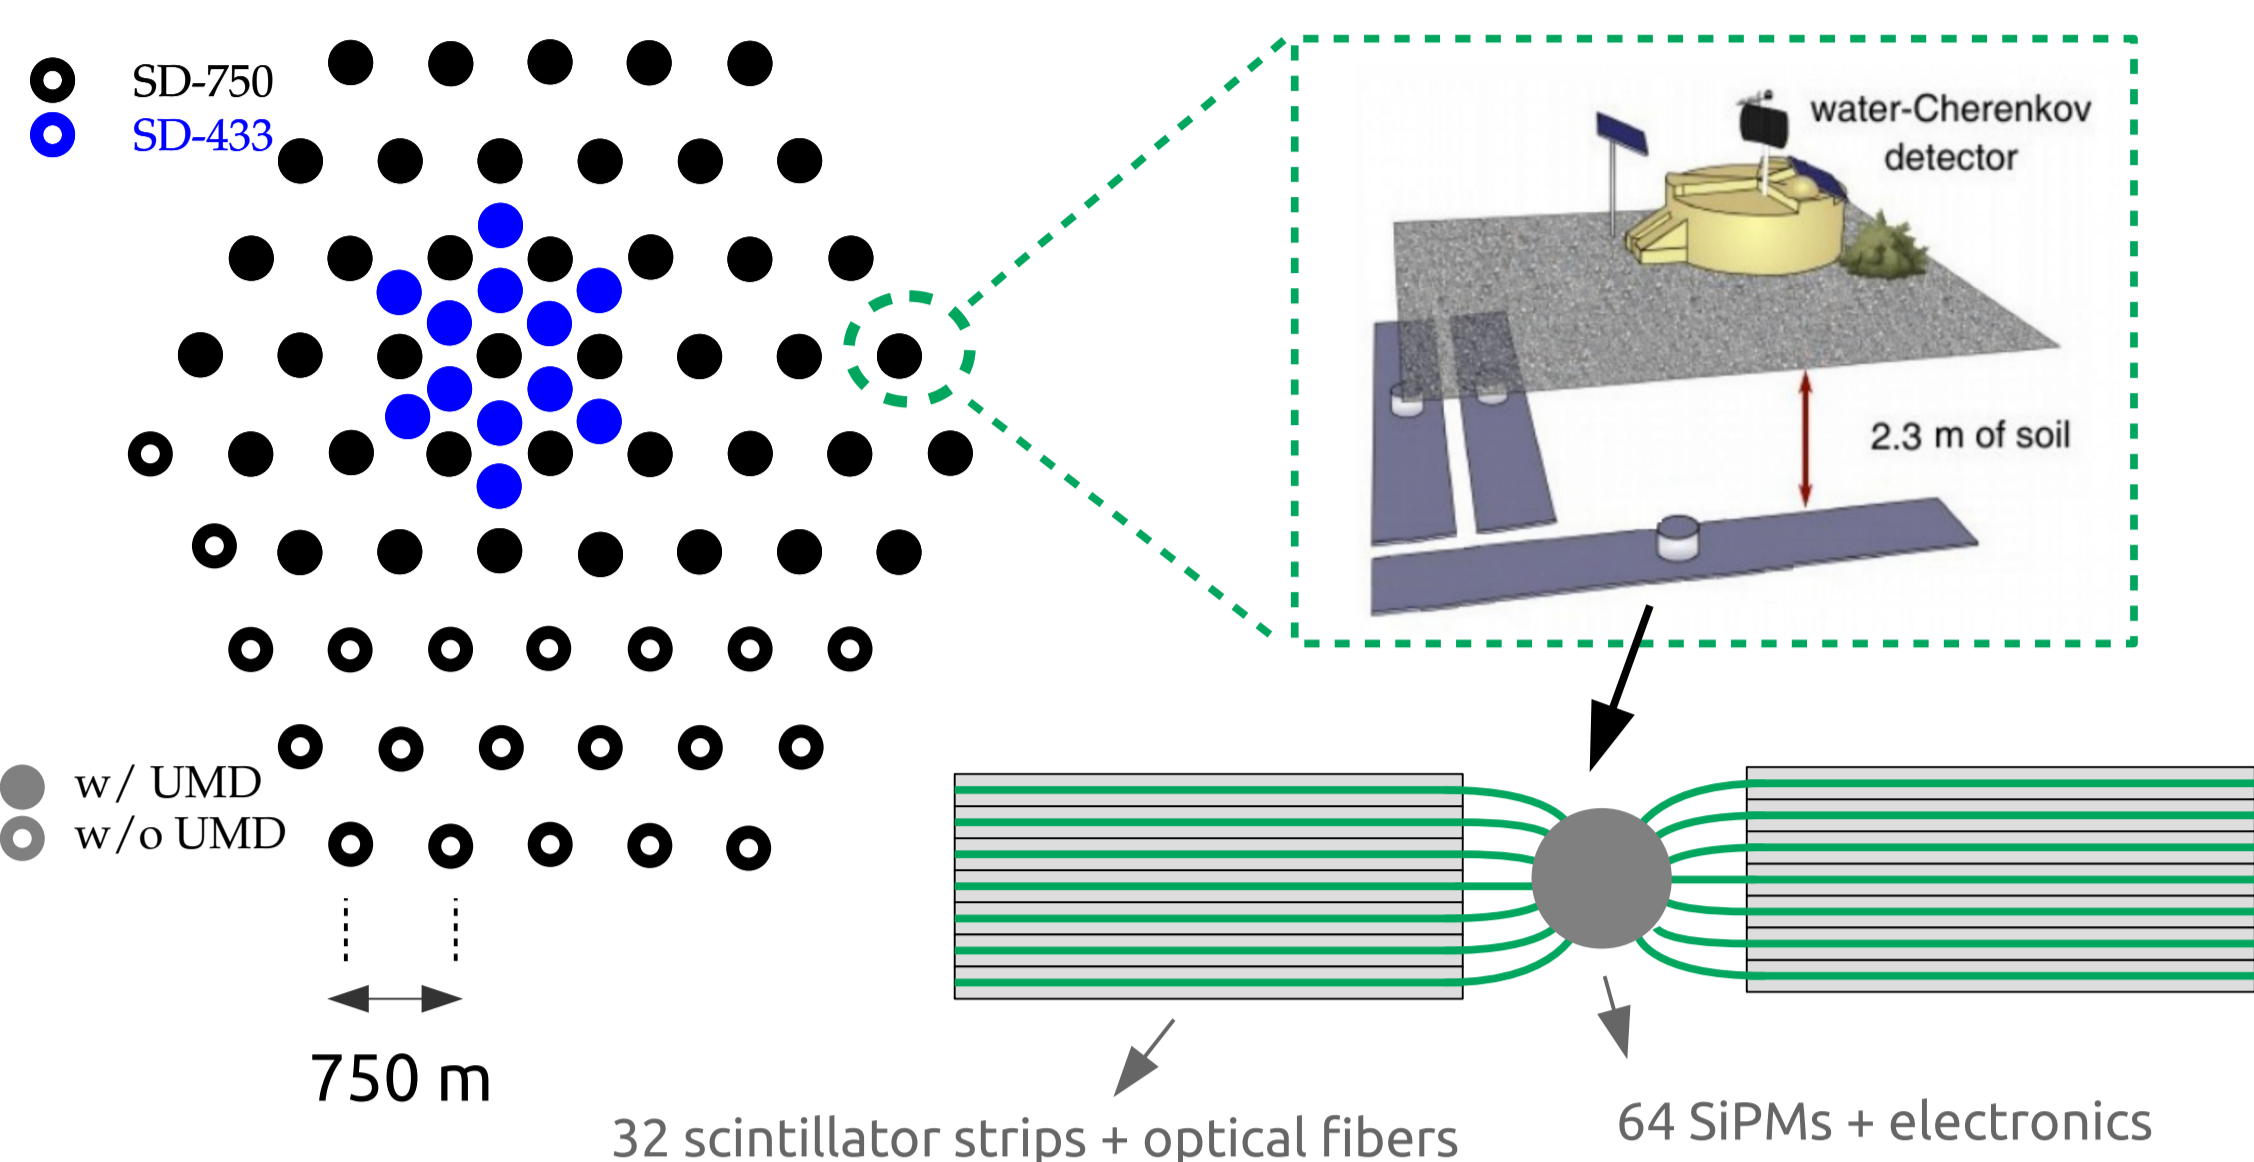 SD-750
SD-433
water-Cherenkov
detector
2.3 m of soil
w/ UMD
w/o UMD
750 m
32 scintillator strips + optical fibers
64 SiPMs + electronics